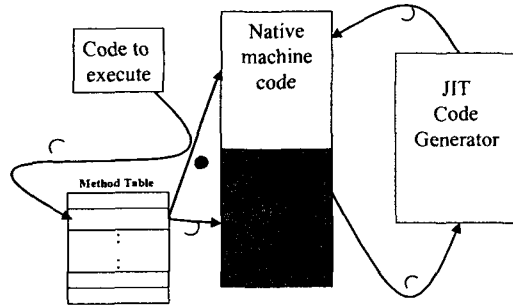 Code to
execute
Native
machine
code
JIT
Code
Generator
Method Table